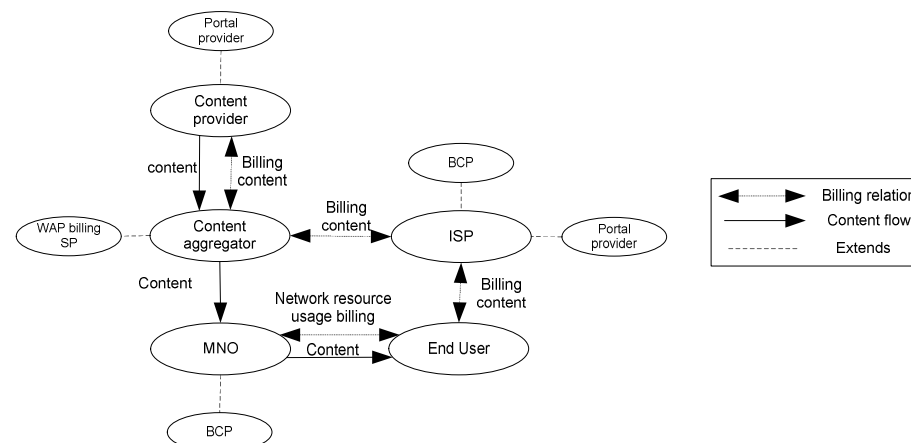 Portal
provider
Content
provider
content
Billing
content
BCP
WAP billing
SP
Content
aggregator
Billing
content
ISP
Portal
provider
Content
Billing
content
Network resource
usage billing
MNO
Content
End User
BCP
Billing relation
Content flow
Extends